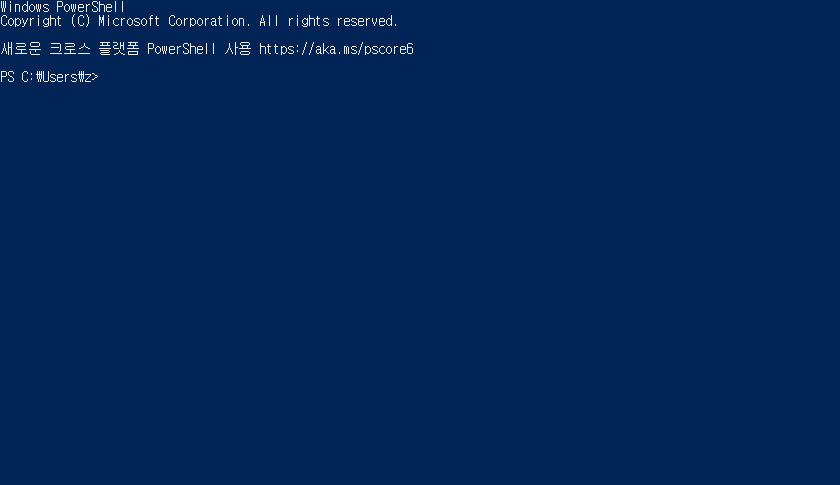 Windows PowerShell
Copyright (C) Microsoft Corporation. All rights reserved.
새로운 크로스 플랫폼 PowerShell 사용 https://aka.ms/pscore6
PS C:₩Users₩z>